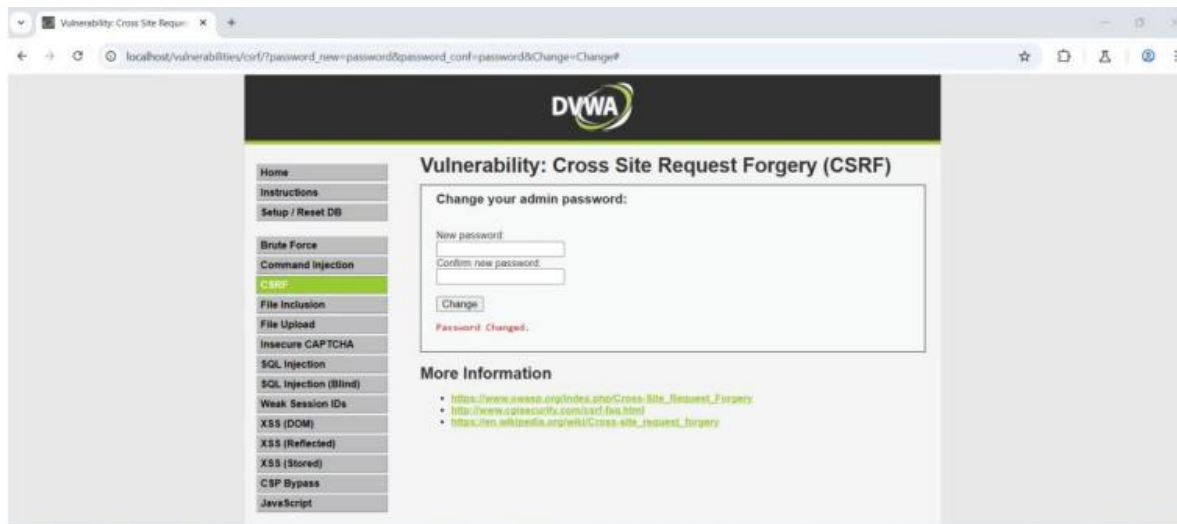 Vulnerability: Cross Site Reques
localhost/vulnerabilities/csrf/?password_new=password&password_conf=password&Change=Change#
DVWA
Home
Instructions
Setup / Reset DB
Brute Force
Command Injection
CSRF
File Inclusion
File Upload
Insecure CAPTCHA
SQL Injection
SQL Injection (Blind)
Weak Session IDs
XSS (DOM)
XSS (Reflected)
XSS (Stored)
CSP Bypass
JavaScript
Vulnerability: Cross Site Request Forgery (CSRF)
Change your admin password:
New password:
Confirm new password:
Change
Password Changed.
More Information
https://www.owasp.org/index.php/Cross-Site_Request_Forgery
http://www.cgisecurity.com/csrf-faq.html
https://en.wikipedia.org/wiki/Cross-site_request_forgery